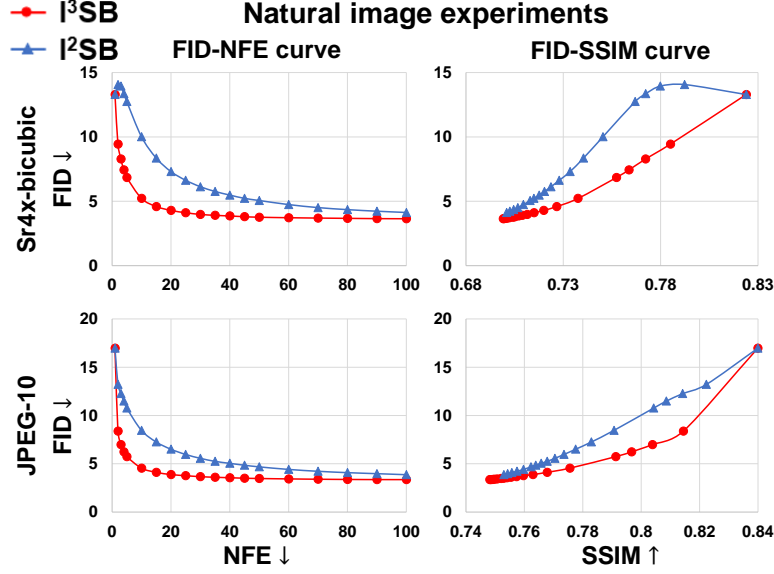 I³SB
Natural image experiments
I²SB
FID-NFE curve
FID-SSIM curve
Sr4x-bicubic
FID ↓
15
10
5
0
0 20 40 60 80 100
15
10
5
0
0.68 0.73 0.78 0.83
JPEG-10
FID ↓
20
15
10
5
0
0 20 40 60 80 100
NFE ↓
20
15
10
5
0
0.74 0.76 0.78 0.8 0.82 0.84
SSIM ↑